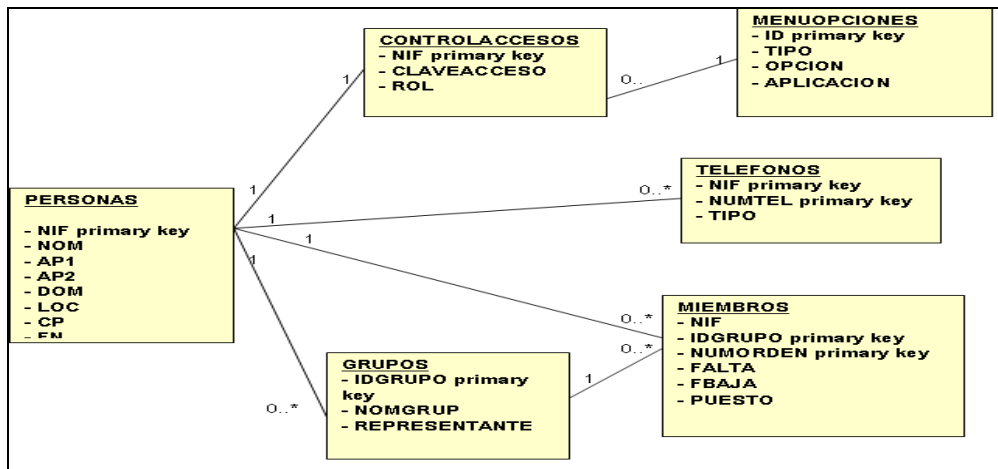 CONTROLACCESOS
- NIF primary key
- CLAVEACCESO
- ROL
MENUOPCIONES
- ID primary key
- TIPO
- OPCION
- APLICACION
1
0..
1
PERSONAS
- NIF primary key
- NOM
- AP1
- AP2
- DOM
- LOC
- CP
- FN
1
1
1
1
TELEFONOS
- NIF primary key
- NUMTEL primary key
- TIPO
0..*
MIEMBROS
- NIF
- IDGRUPO primary key
- NUMORDEN primary key
- FALTA
- FBAJA
- PUESTO
0..*
0..*
GRUPOS
- IDGRUPO primary
key
- NOMGRUP
- REPRESENTANTE
0..*
1